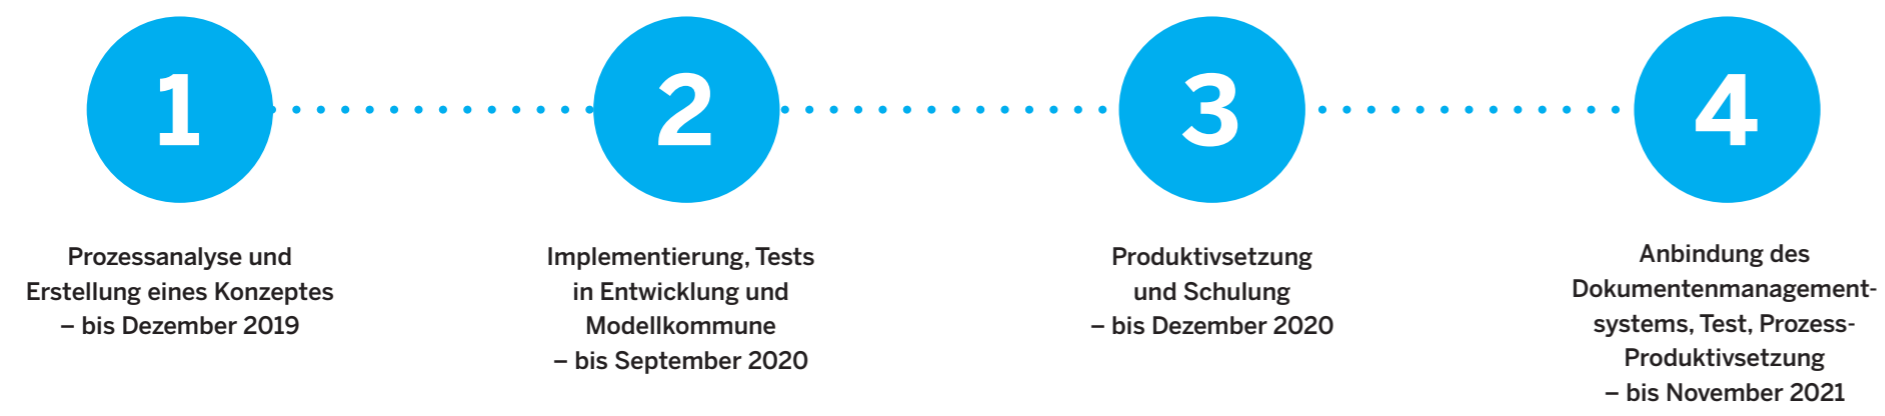 1
Prozessanalyse und
Erstellung eines Konzeptes
– bis Dezember 2019
2
Implementierung, Tests
in Entwicklung und
Modellkommune
– bis September 2020
3
Produktivsetzung
und Schulung
– bis Dezember 2020
4
Anbindung des
Dokumentenmanagement-
systems, Test, Prozess-
Produktivsetzung
– bis November 2021